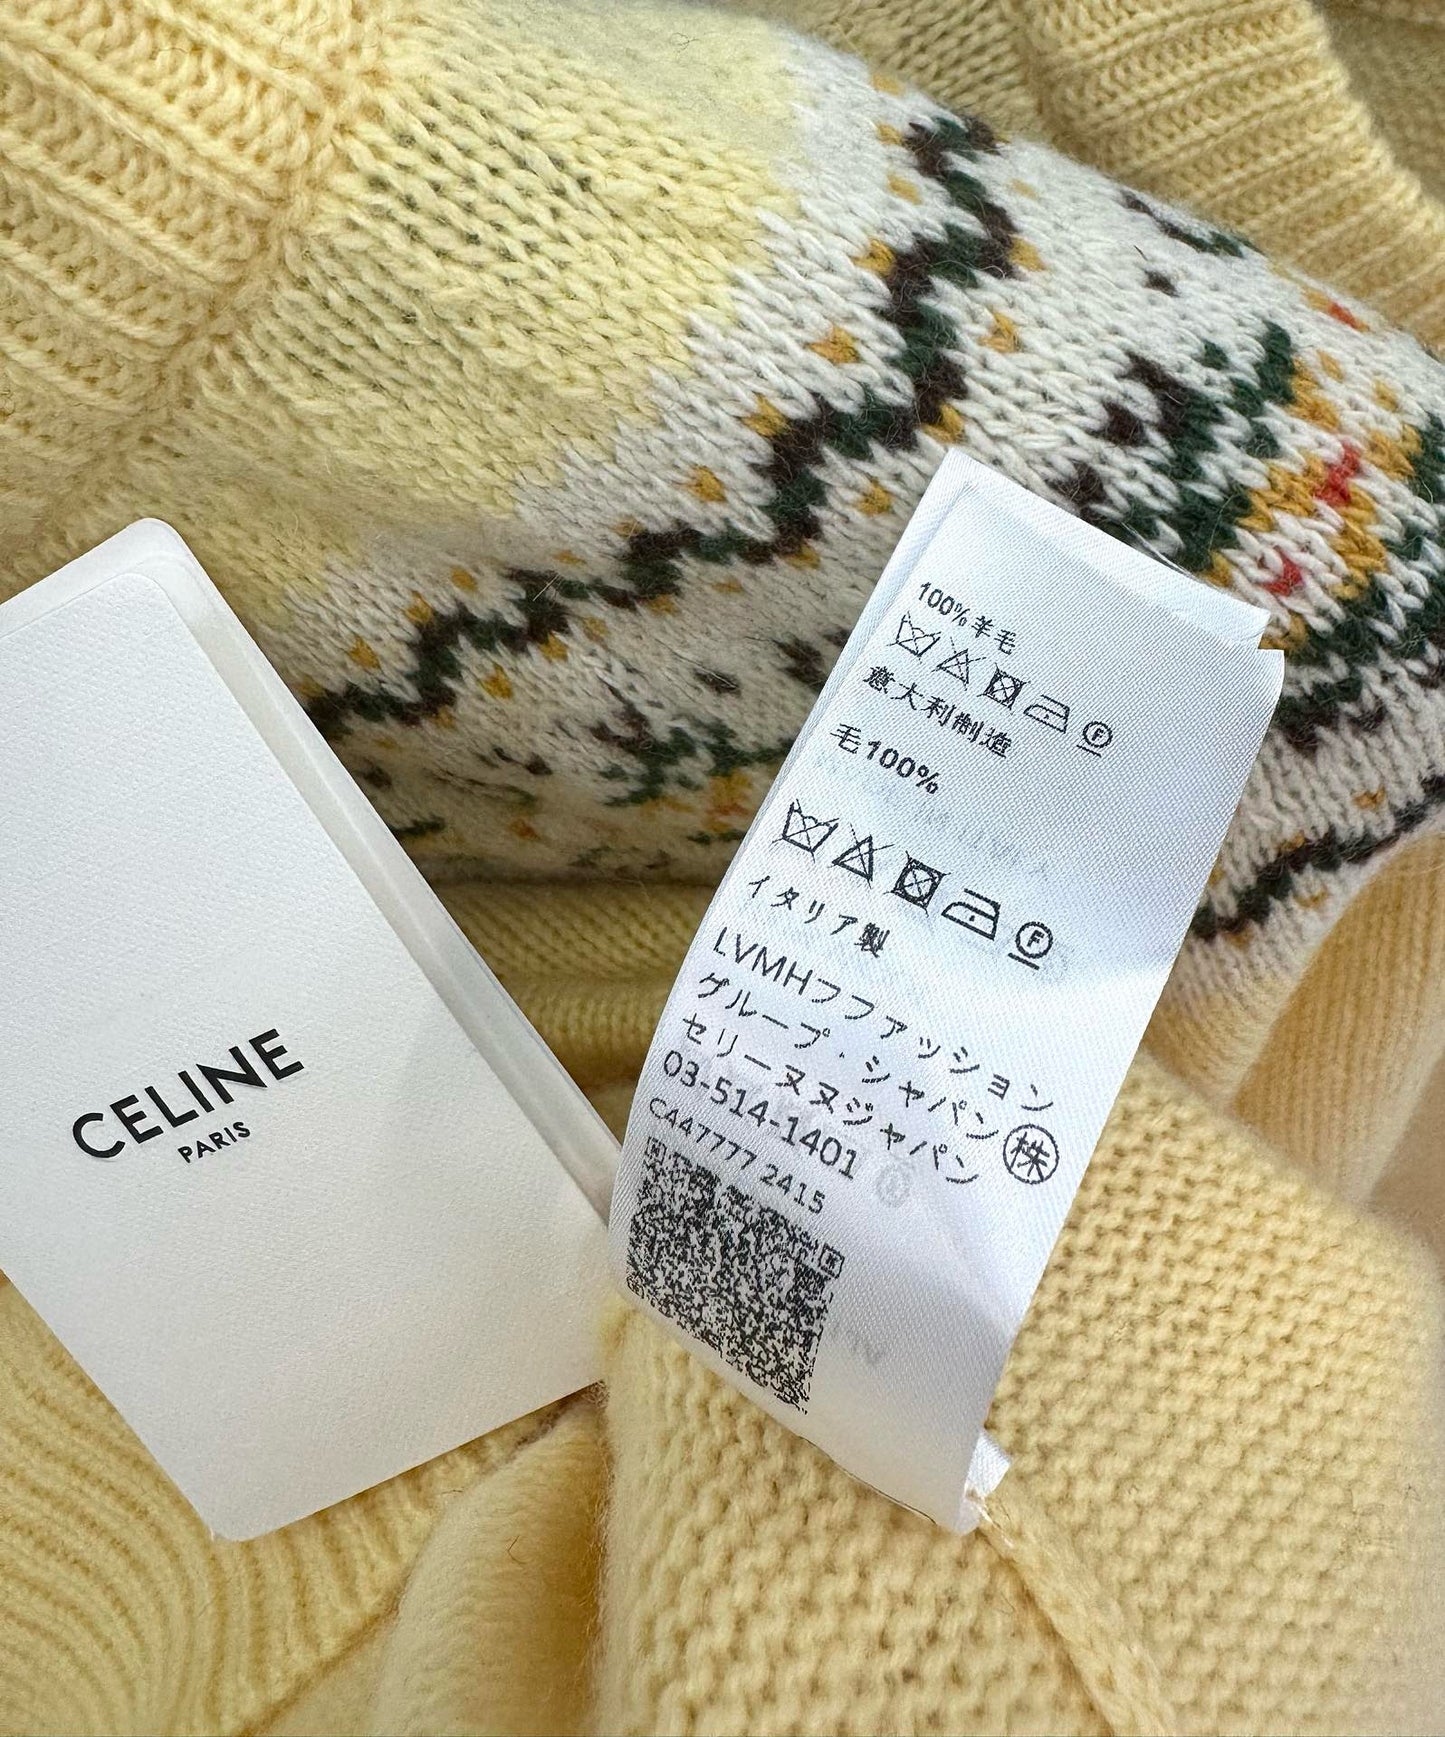 CELINE
PARIS
100%羊毛
意大利制造
毛100%
イタリア製
LVMHフファッション
グループ・ジャパン㊑
セリーヌヌジャパン
03-514-1401
C447777 2415